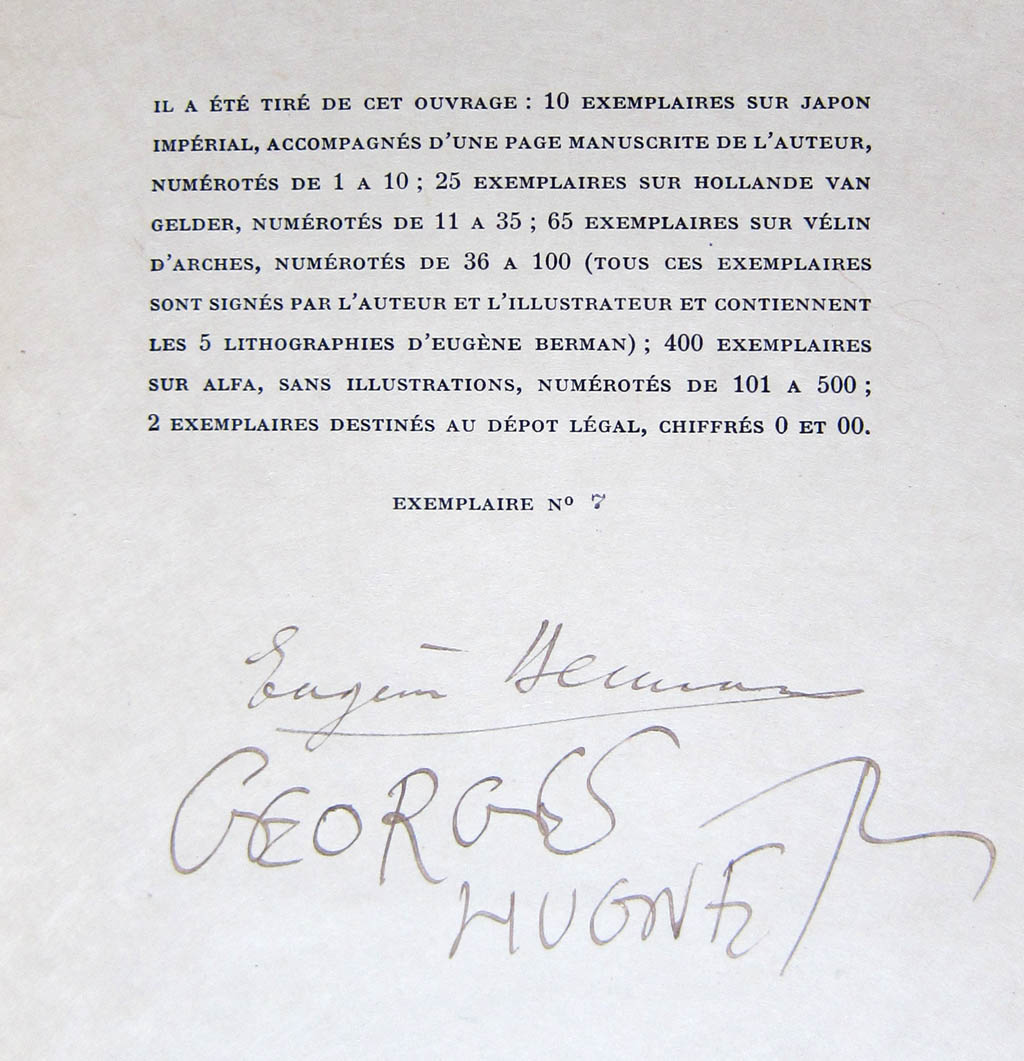 IL A ÉTÉ TIRÉ DE CET OUVRAGE : 10 EXEMPLAIRES SUR JAPON
IMPÉRIAL, ACCOMPAGNÉS D'UNE PAGE MANUSCRITE DE L'AUTEUR,
NUMÉROTÉS DE 1 A 10 ; 25 EXEMPLAIRES SUR HOLLANDE VAN
GELDER, NUMÉROTÉS DE 11 A 35 ; 65 EXEMPLAIRES SUR VÉLIN
D'ARCHES, NUMÉROTÉS DE 36 A 100 (TOUS CES EXEMPLAIRES
SONT SIGNÉS PAR L'AUTEUR ET L'ILLUSTRATEUR ET CONTIENNENT
LES 5 LITHOGRAPHIES D'EUGÈNE BERMAN) ; 400 EXEMPLAIRES
SUR ALFA, SANS ILLUSTRATIONS, NUMÉROTÉS DE 101 A 500 ;
2 EXEMPLAIRES DESTINÉS AU DÉPOT LÉGAL, CHIFFRÉS 0 ET 00.
EXEMPLAIRE Nº 7
Eugène Berman
GEORGES
HUGNET